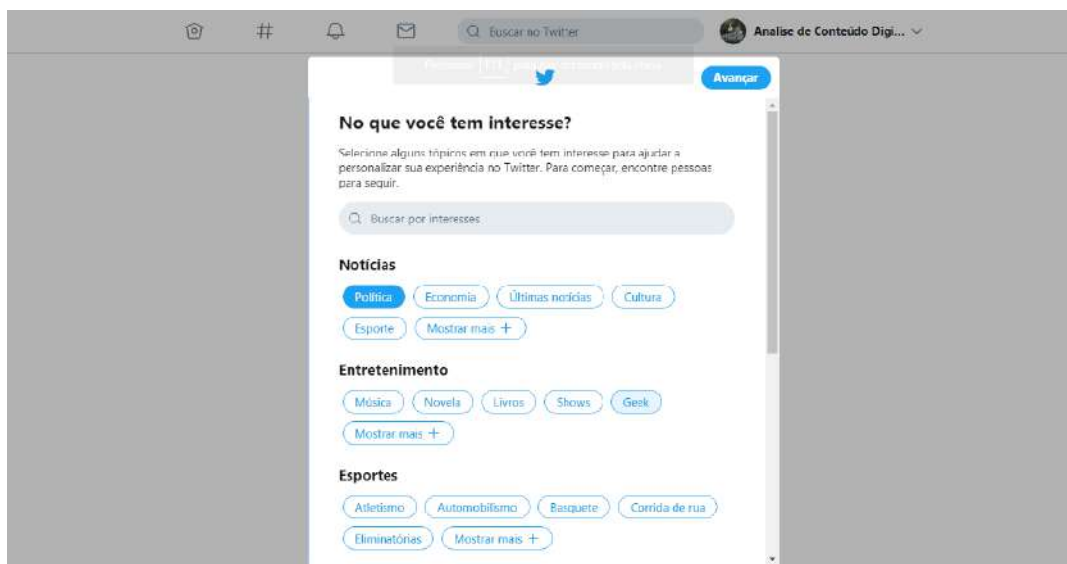 Buscar no Twitter
Analise de Conteúdo Digi...
Avançar
No que você tem interesse?
Selecione alguns tópicos em que você tem interesse para ajudar a
personalizar sua experiência no Twitter. Para começar, encontre pessoas
para seguir.
Buscar por interesses
Notícias
Política Economia Últimas notícias Cultura
Esporte Mostrar mais +
Entretenimento
Música Novela Livros Shows Geek
Mostrar mais +
Esportes
Atletismo Automobilismo Basquete Corrida de rua
Eliminatórias Mostrar mais +